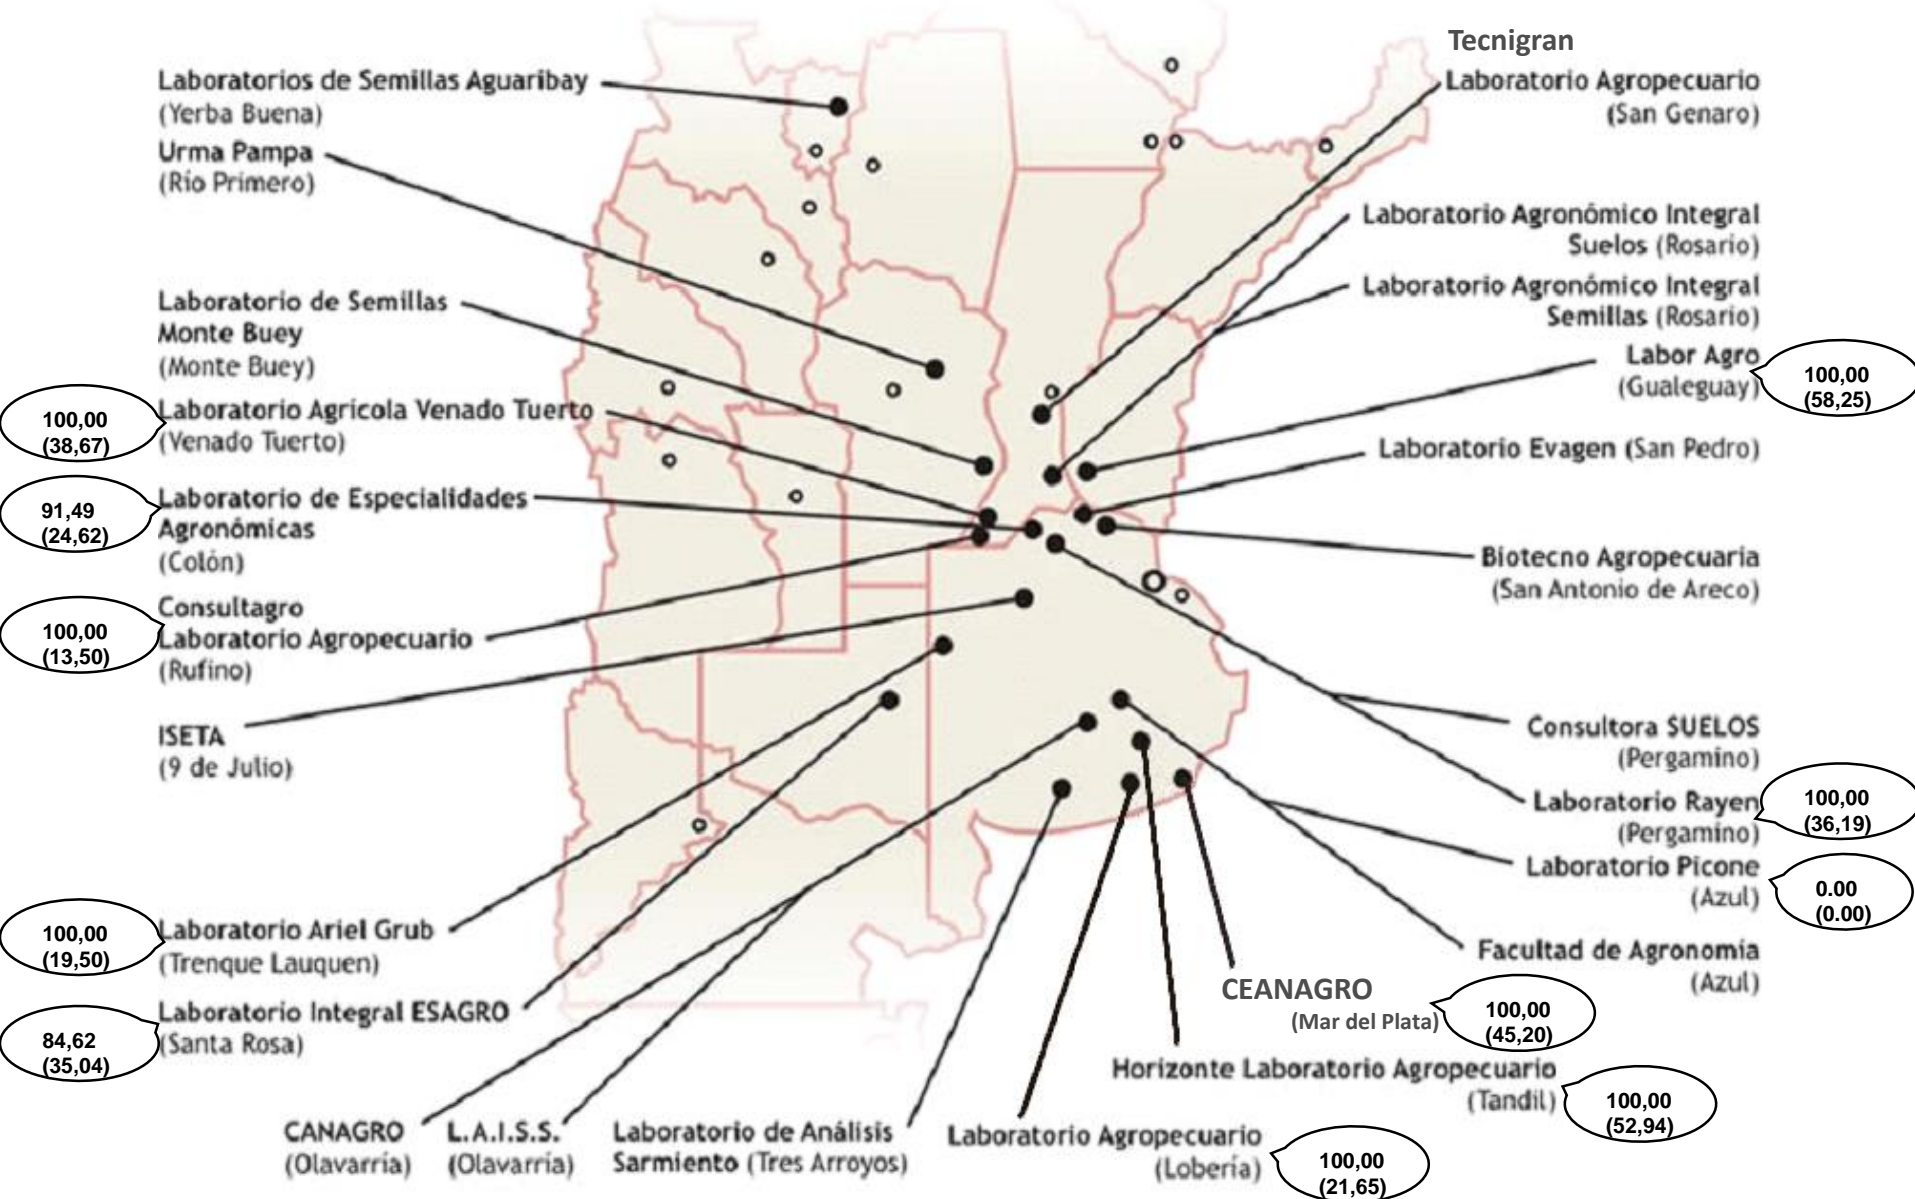 Laboratorios de Semillas Aguaribay
(Yerba Buena)
Urma Pampa
(Río Primero)
Laboratorio de Semillas
Monte Buey
(Monte Buey)
100,00
(38,67)
Laboratorio Agrícola Venado Tuerto
(Venado Tuerto)
91,49
(24,62)
Laboratorio de Especialidades
Agronómicas
(Colón)
100,00
(13,50)
Consultagro
Laboratorio Agropecuario
(Rufino)
ISETA
(9 de Julio)
100,00
(19,50)
Laboratorio Ariel Grub
(Trenque Lauquen)
84,62
(35,04)
Laboratorio Integral ESAGRO
(Santa Rosa)
CANAGRO
(Olavarría)
L.A.I.S.S.
(Olavarría)
Laboratorio de Análisis
Sarmiento (Tres Arroyos)
Laboratorio Agropecuario
(Lobería)
100,00
(21,65)
Horizonte Laboratorio Agropecuario
(Tandil)
100,00
(52,94)
CEANAGRO
(Mar del Plata)
100,00
(45,20)
Tecnigran
Laboratorio Agropecuario
(San Genaro)
Laboratorio Agronómico Integral
Suelos (Rosario)
Laboratorio Agronómico Integral
Semillas (Rosario)
Labor Agro
(Gualeguay)
100,00
(58,25)
Laboratorio Evagen (San Pedro)
Biotecno Agropecuaria
(San Antonio de Areco)
Consultora SUELOS
(Pergamino)
Laboratorio Rayen
(Pergamino)
100,00
(36,19)
Laboratorio Picone
(Azul)
0.00
(0.00)
Facultad de Agronomía
(Azul)